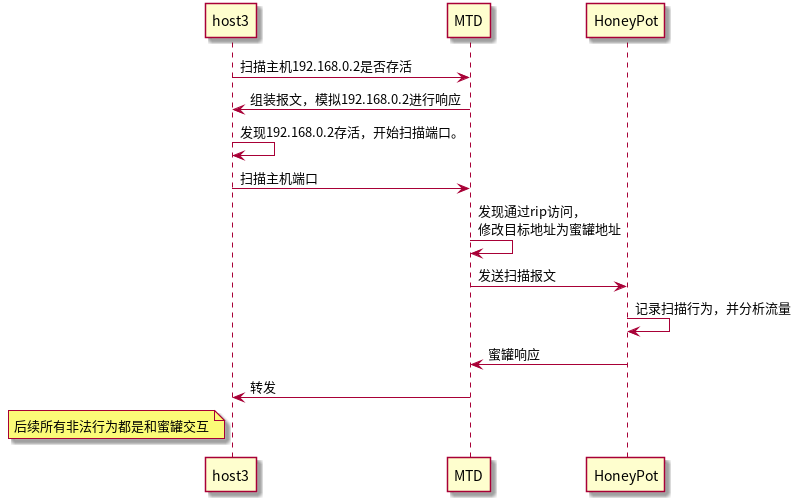 host3
MTD
HoneyPot
扫描主机192.168.0.2是否存活
组装报文，模拟192.168.0.2进行响应
发现192.168.0.2存活，开始扫描端口。
扫描主机端口
发现通过rip访问，
修改目标地址为蜜罐地址
发送扫描报文
记录扫描行为，并分析流量
蜜罐响应
转发
后续所有非法行为都是和蜜罐交互
host3
MTD
HoneyPot